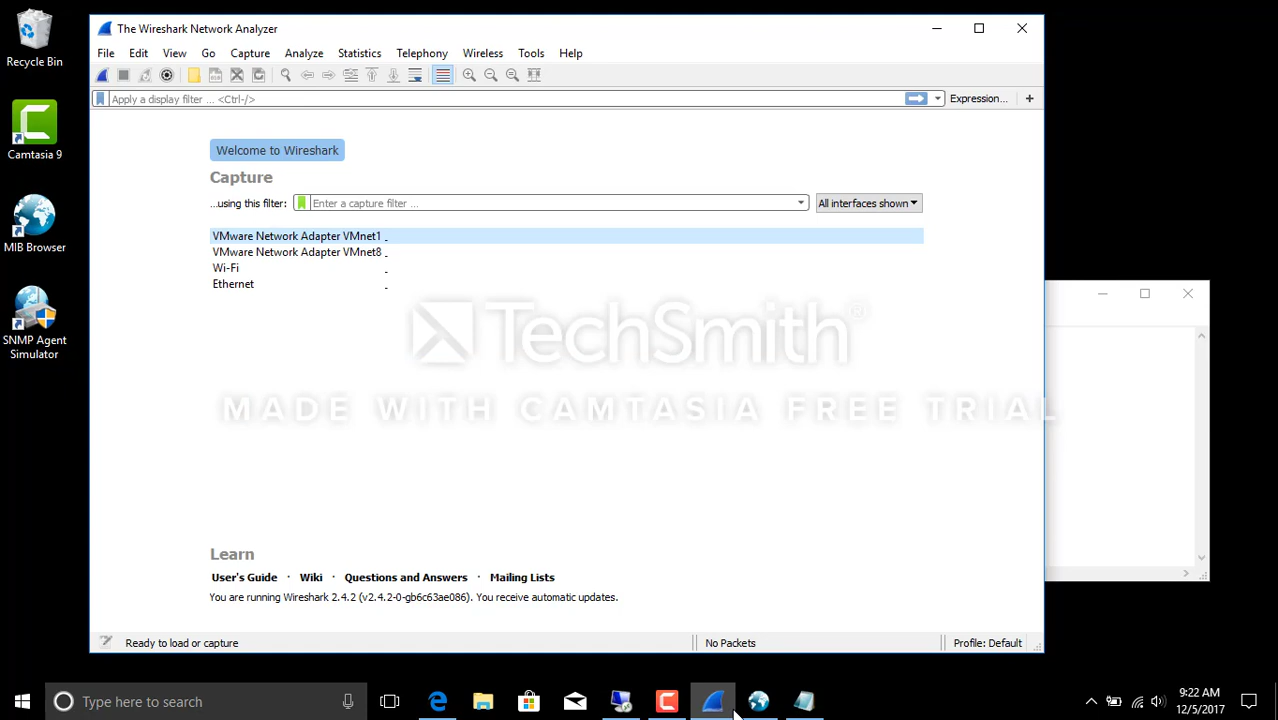 Recycle Bin
Camtasia 9
MIB Browser
SNMP Agent
Simulator
The Wireshark Network Analyzer
File Edit View Go Capture Analyze Statistics Telephony Wireless Tools Help
Apply a display filter ... <Ctrl-/> Expression... +
Welcome to Wireshark
Capture
...using this filter: Enter a capture filter ... All interfaces shown
VMware Network Adapter VMnet1
VMware Network Adapter VMnet8
Wi-Fi
Ethernet
TechSmith®
MADE WITH CAMTASIA FREE TRIAL
Learn
User's Guide · Wiki · Questions and Answers · Mailing Lists
You are running Wireshark 2.4.2 (v2.4.2-0-gb6c63ae086). You receive automatic updates.
Ready to load or capture No Packets Profile: Default
Type here to search
9:22 AM
12/5/2017